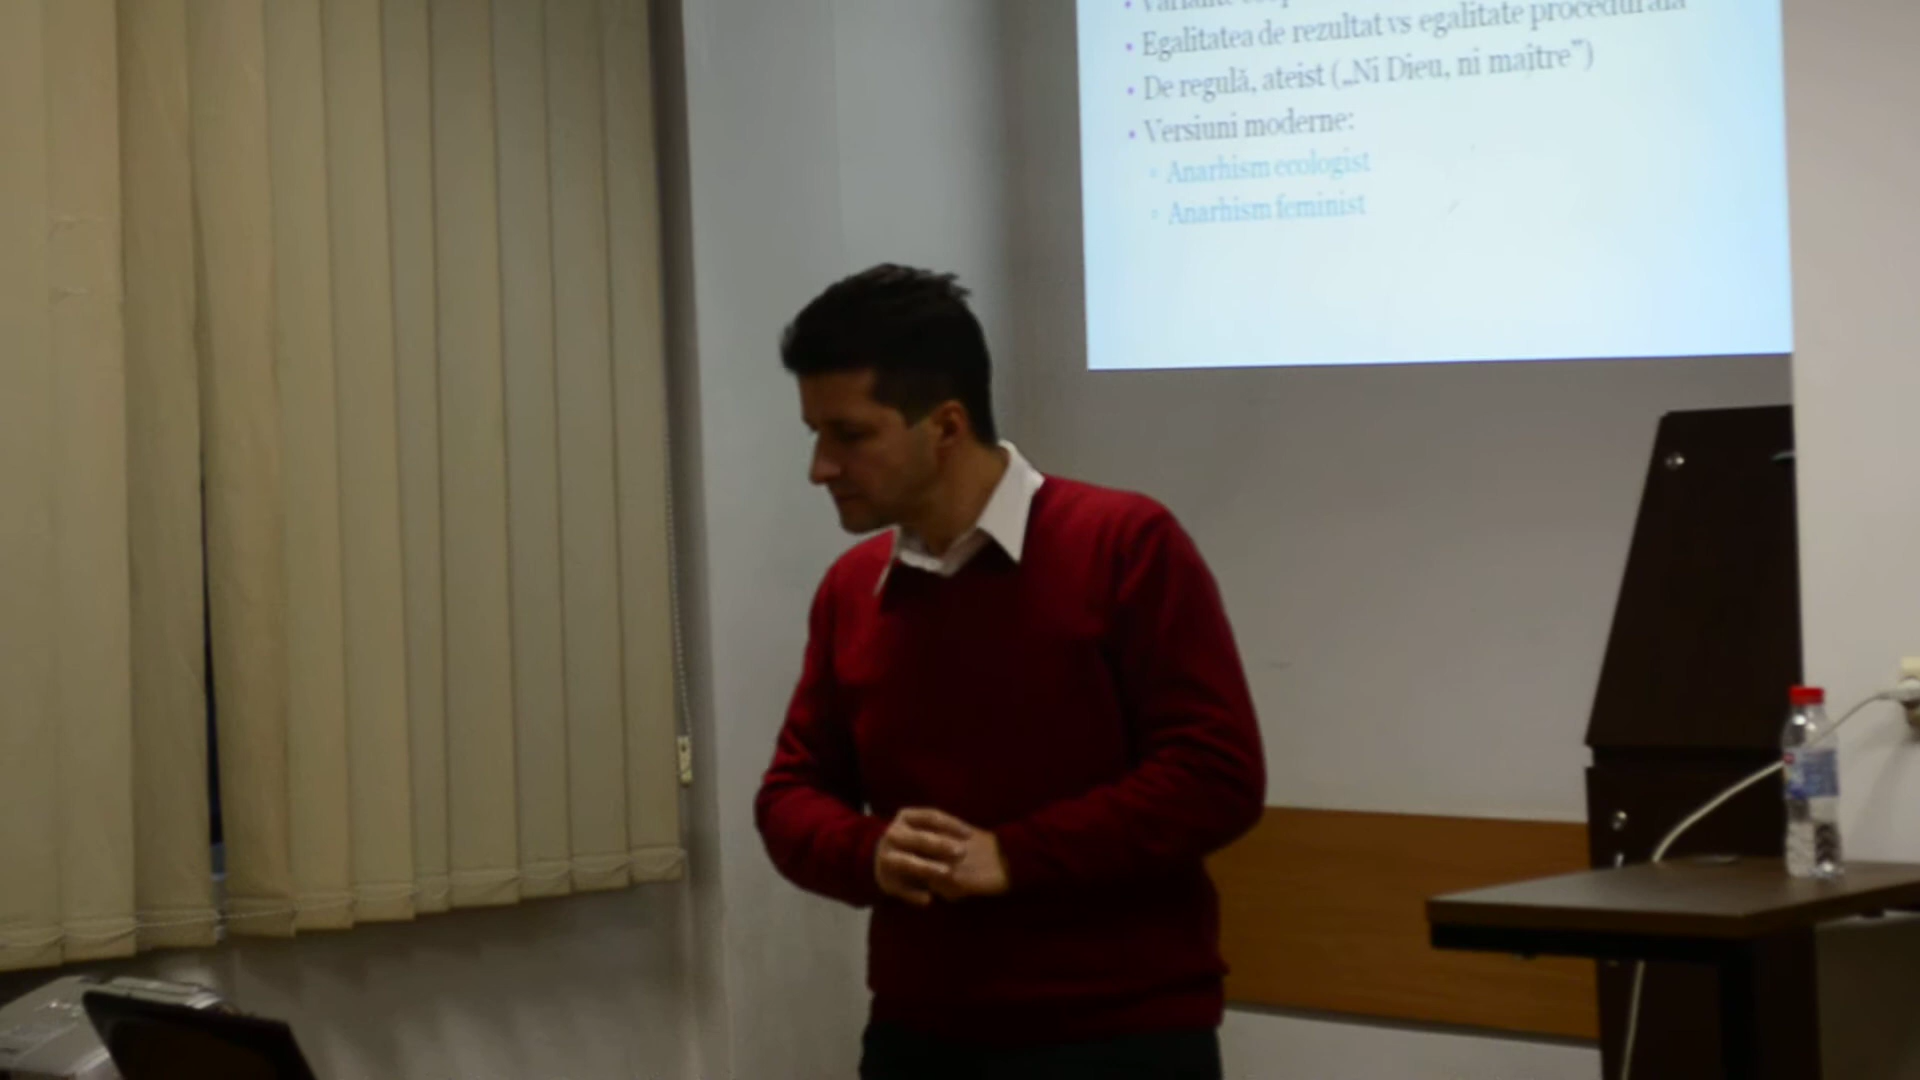 Egalitatea de rezultat vs egalitate procedurală
De regulă, ateist („Ni Dieu, ni maître”)
Versiuni moderne:
Anarhism ecologist
Anarhism feminist